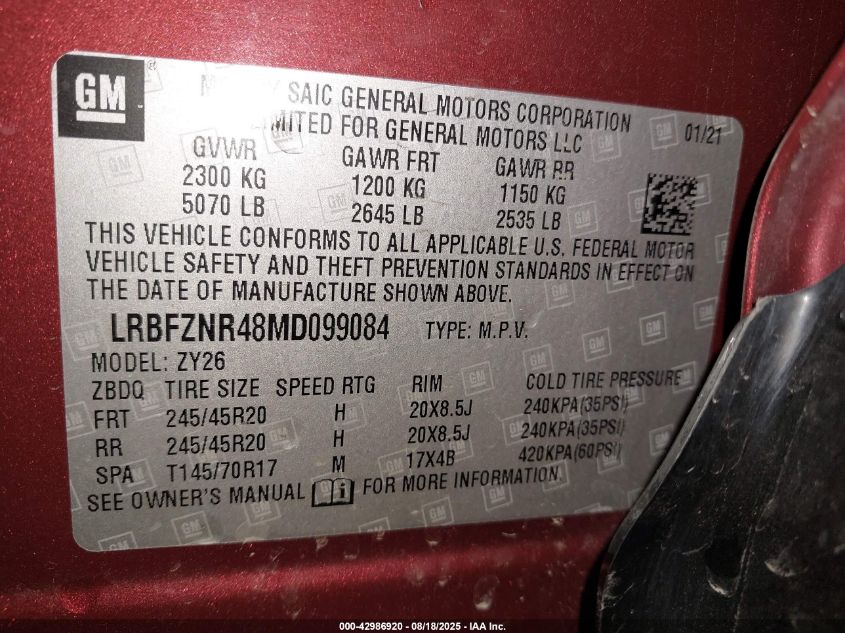 GM
SAIC GENERAL MOTORS CORPORATION
MITED FOR GENERAL MOTORS LLC
01/21
GVWR GAWR FRT GAWR RR
2300 KG 1200 KG 1150 KG
5070 LB 2645 LB 2535 LB
THIS VEHICLE CONFORMS TO ALL APPLICABLE U.S. FEDERAL MOTOR
VEHICLE SAFETY AND THEFT PREVENTION STANDARDS IN EFFECT ON
THE DATE OF MANUFACTURE SHOWN ABOVE.
LRBFZNR48MD099084 TYPE: M.P.V.
MODEL: ZY26
ZBDQ TIRE SIZE SPEED RTG RIM COLD TIRE PRESSURE
FRT 245/45R20 H 20X8.5J 240KPA(35PSI)
RR 245/45R20 H 20X8.5J 240KPA(35PSI)
SPA T145/70R17 M 17X4B 420KPA(60PSI)
SEE OWNER'S MANUAL FOR MORE INFORMATION.
000-42986920 • 08/18/2025 - IAA Inc.